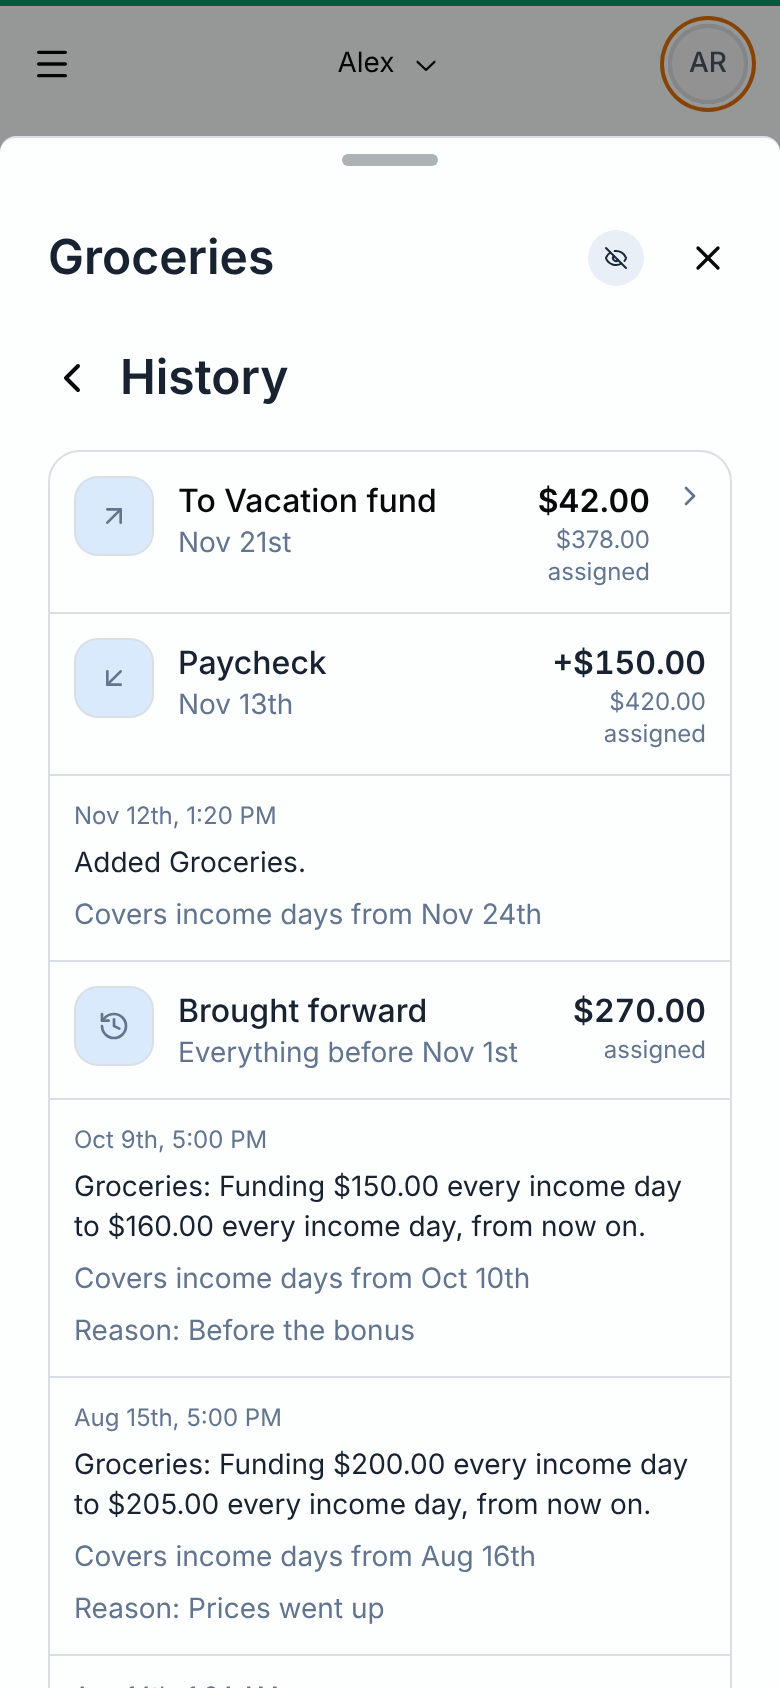 Alex
AR
Groceries
History
To Vacation fund
$42.00
Nov 21st
$378.00
assigned
Paycheck
+$150.00
Nov 13th
$420.00
assigned
Nov 12th, 1:20 PM
Added Groceries.
Covers income days from Nov 24th
Brought forward
$270.00
Everything before Nov 1st
assigned
Oct 9th, 5:00 PM
Groceries: Funding $150.00 every income day
to $160.00 every income day, from now on.
Covers income days from Oct 10th
Reason: Before the bonus
Aug 15th, 5:00 PM
Groceries: Funding $200.00 every income day
to $205.00 every income day, from now on.
Covers income days from Aug 16th
Reason: Prices went up